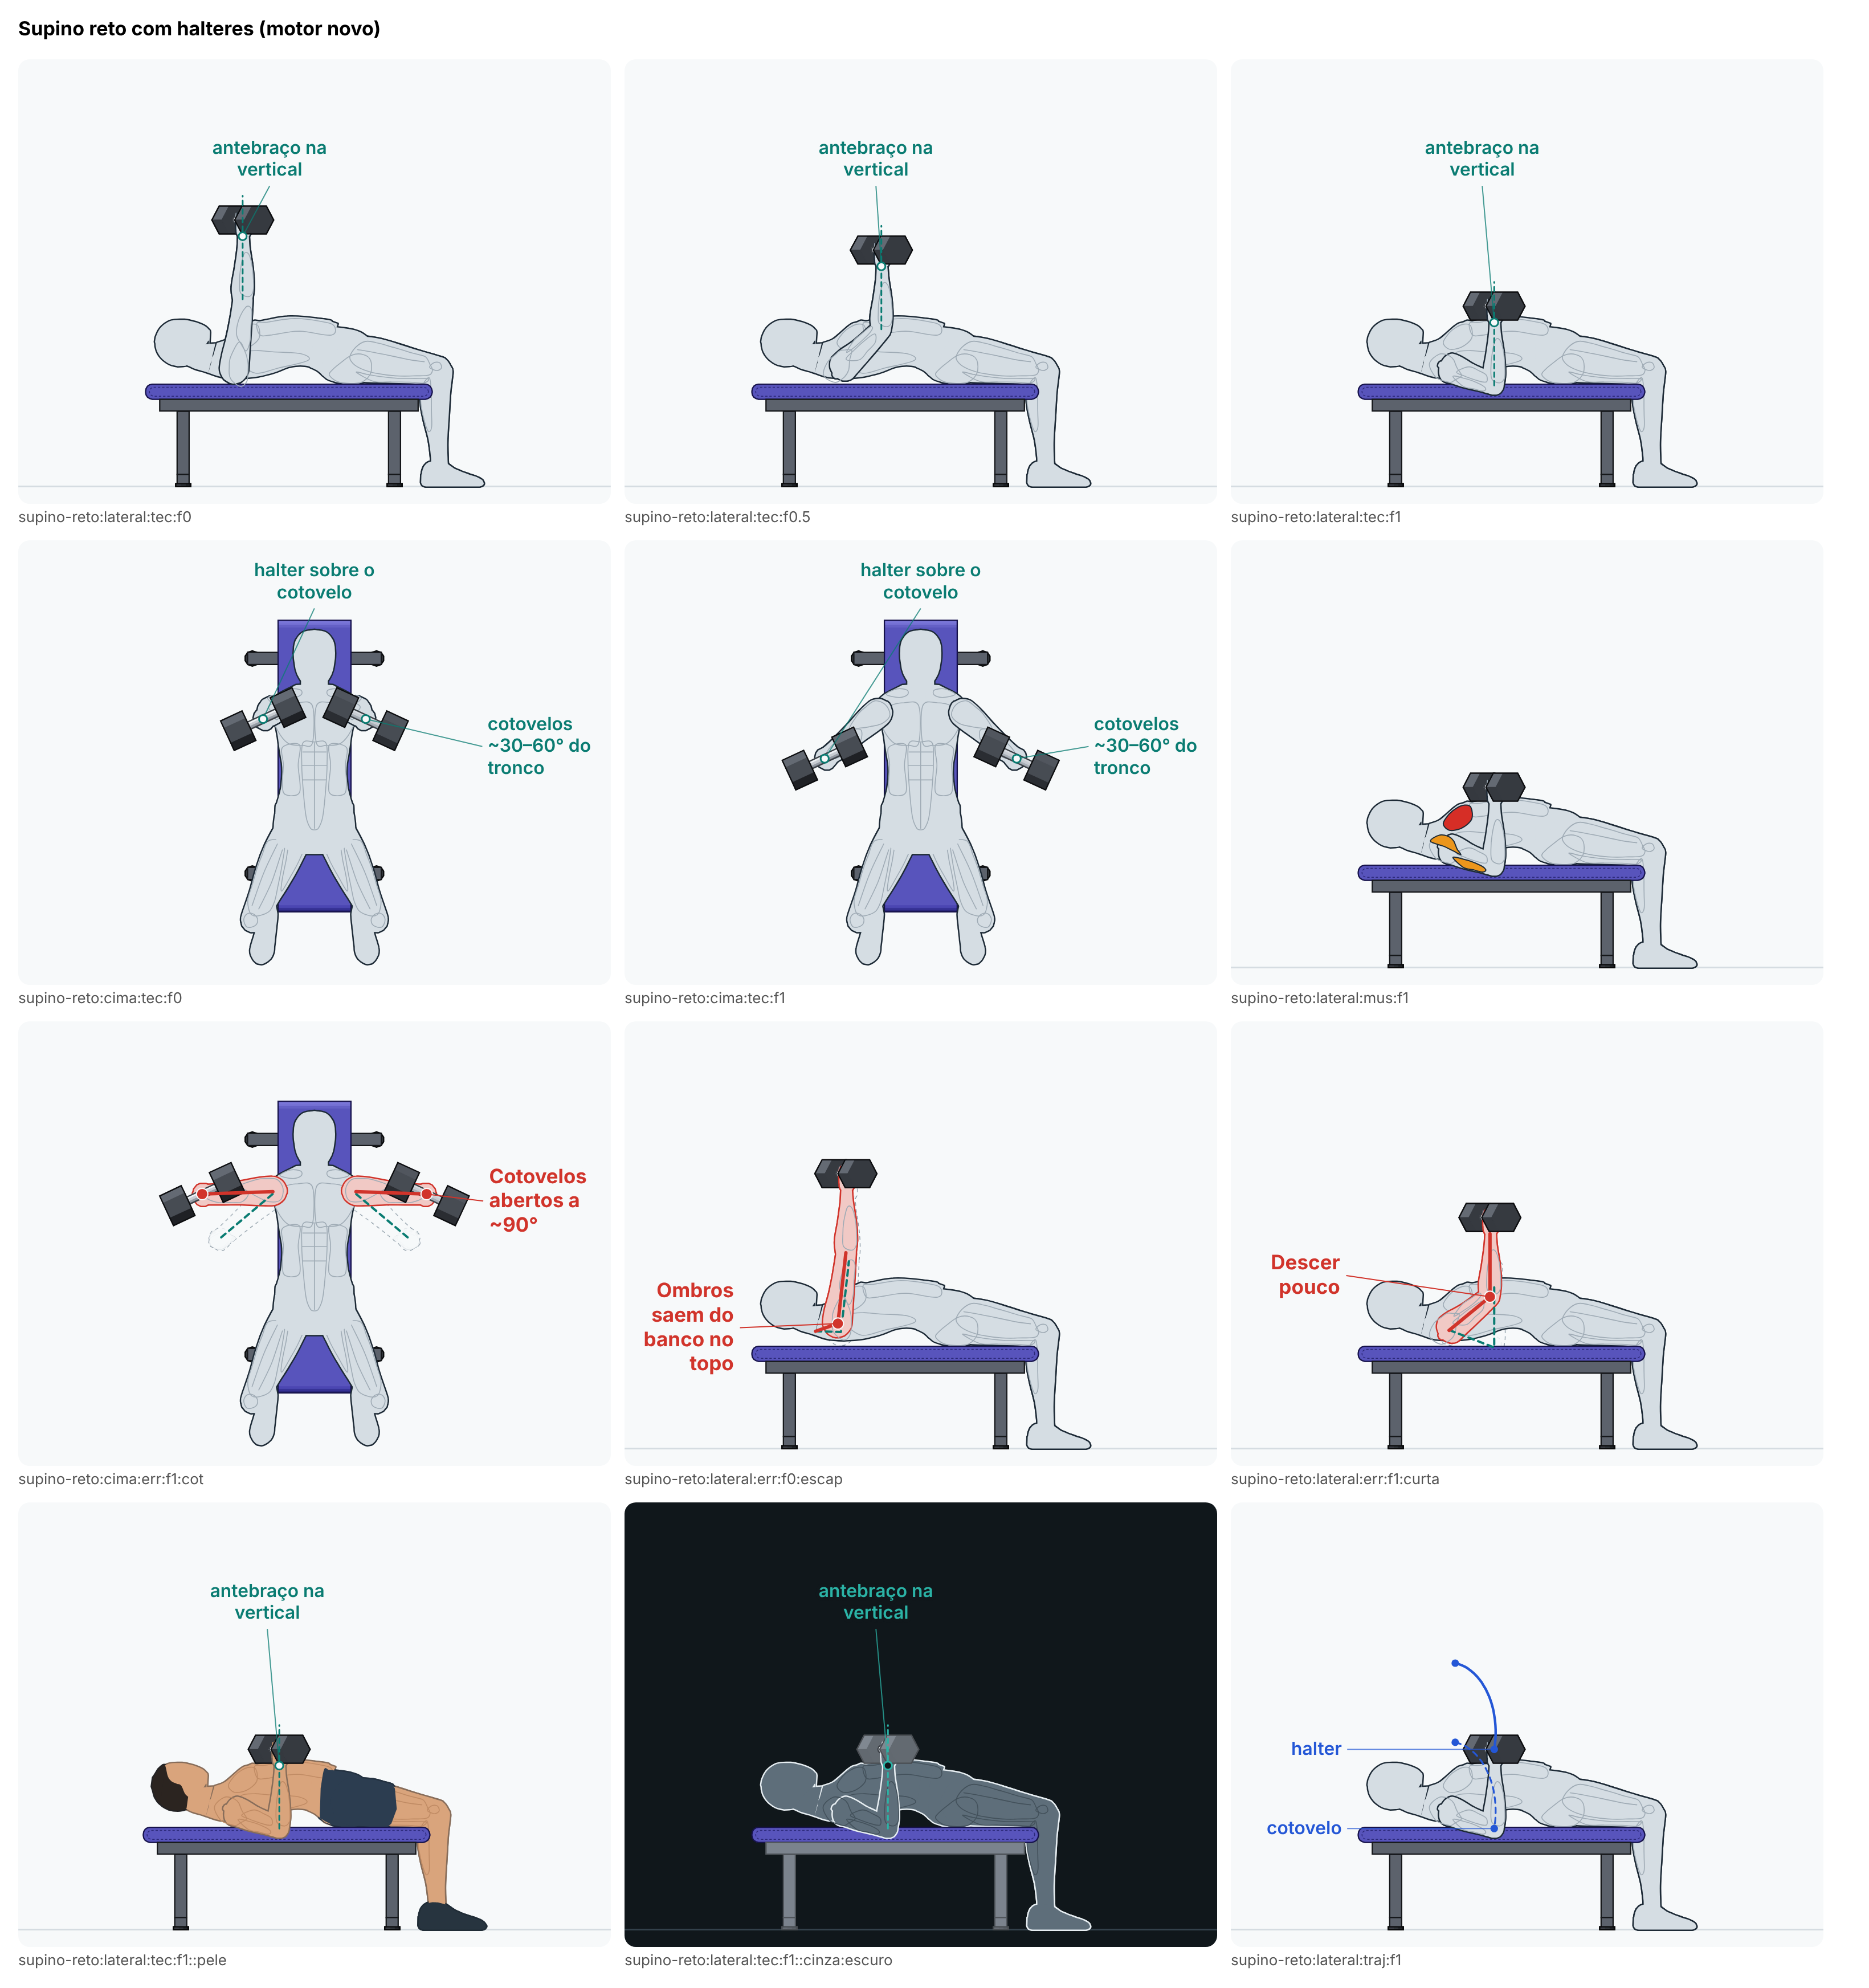 Supino reto com halteres (motor novo)
antebraço na
vertical
antebraço na
vertical
antebraço na
vertical
supino-reto:lateral:tec:f0
supino-reto:lateral:tec:f0.5
supino-reto:lateral:tec:f1
halter sobre o
cotovelo
cotovelos
~30–60° do
tronco
halter sobre o
cotovelo
cotovelos
~30–60° do
tronco
supino-reto:cima:tec:f0
supino-reto:cima:tec:f1
supino-reto:lateral:mus:f1
Cotovelos
abertos a
~90°
Ombros
saem do
banco no
topo
Descer
pouco
supino-reto:cima:err:f1:cot
supino-reto:lateral:err:f0:escap
supino-reto:lateral:err:f1:curta
antebraço na
vertical
antebraço na
vertical
halter
cotovelo
supino-reto:lateral:tec:f1::pele
supino-reto:lateral:tec:f1::cinza:escuro
supino-reto:lateral:traj:f1